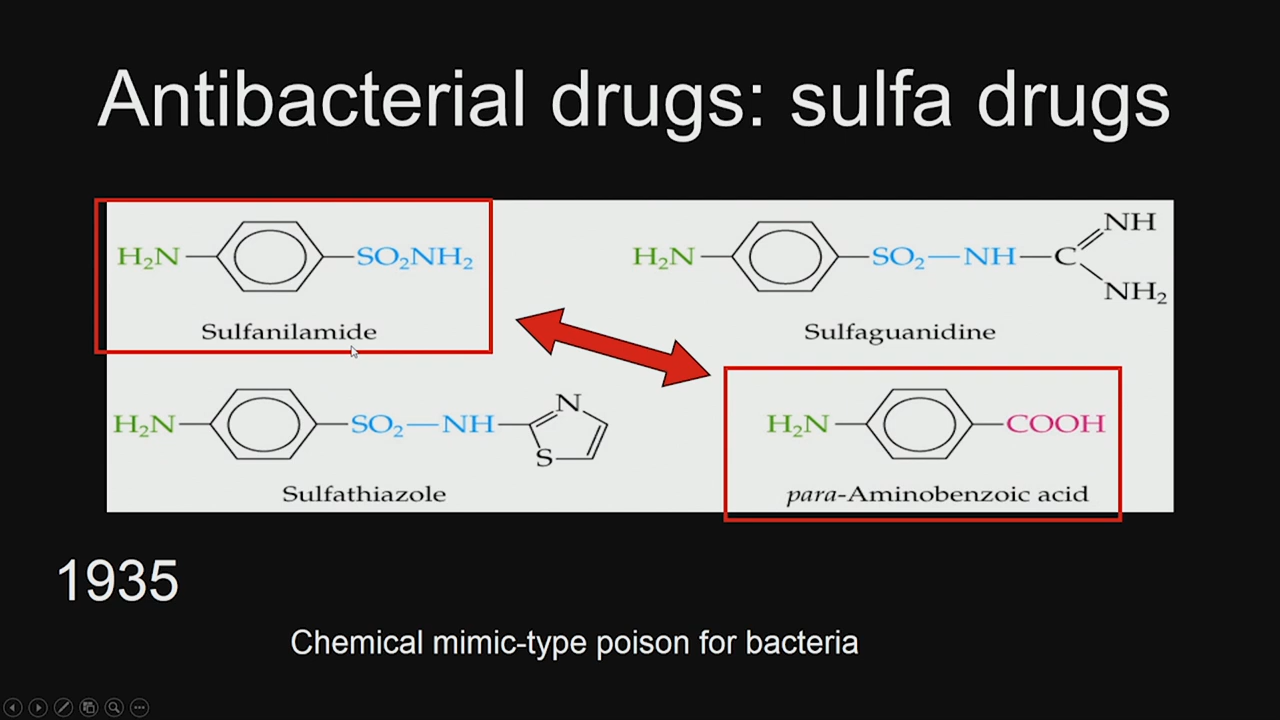 Antibacterial drugs: sulfa drugs
H₂N SO₂NH₂
Sulfanilamide
H₂N SO₂—NH—C NH NH₂
Sulfaguanidine
H₂N SO₂—NH N S
Sulfathiazole
H₂N COOH
para-Aminobenzoic acid
1935
Chemical mimic-type poison for bacteria